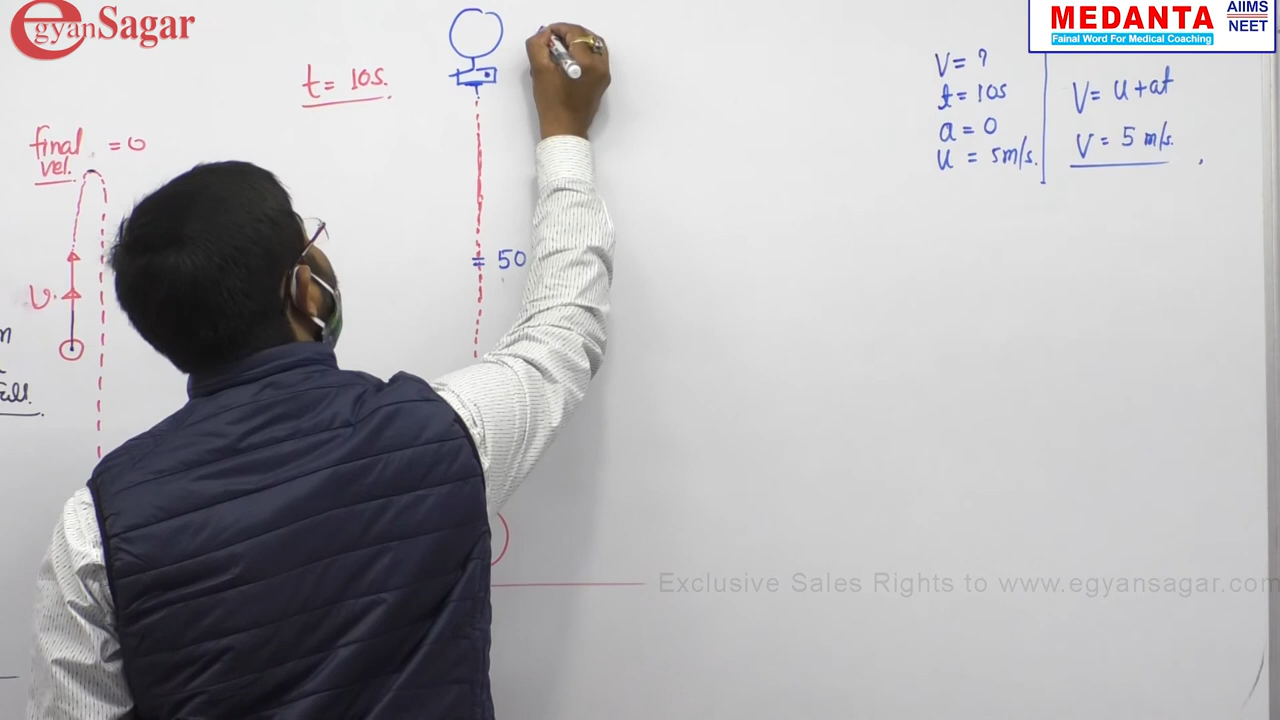 egyanSagar
MEDANTA
Fainal Word For Medical Coaching
AIIMS
NEET
t = 10s.
final = 0
vel.
v.
= 50
V = ?
t = 10s
a = 0
u = 5m/s.
V = u + at
V = 5 m/s.
Exclusive Sales Rights to www.egyansagar.com